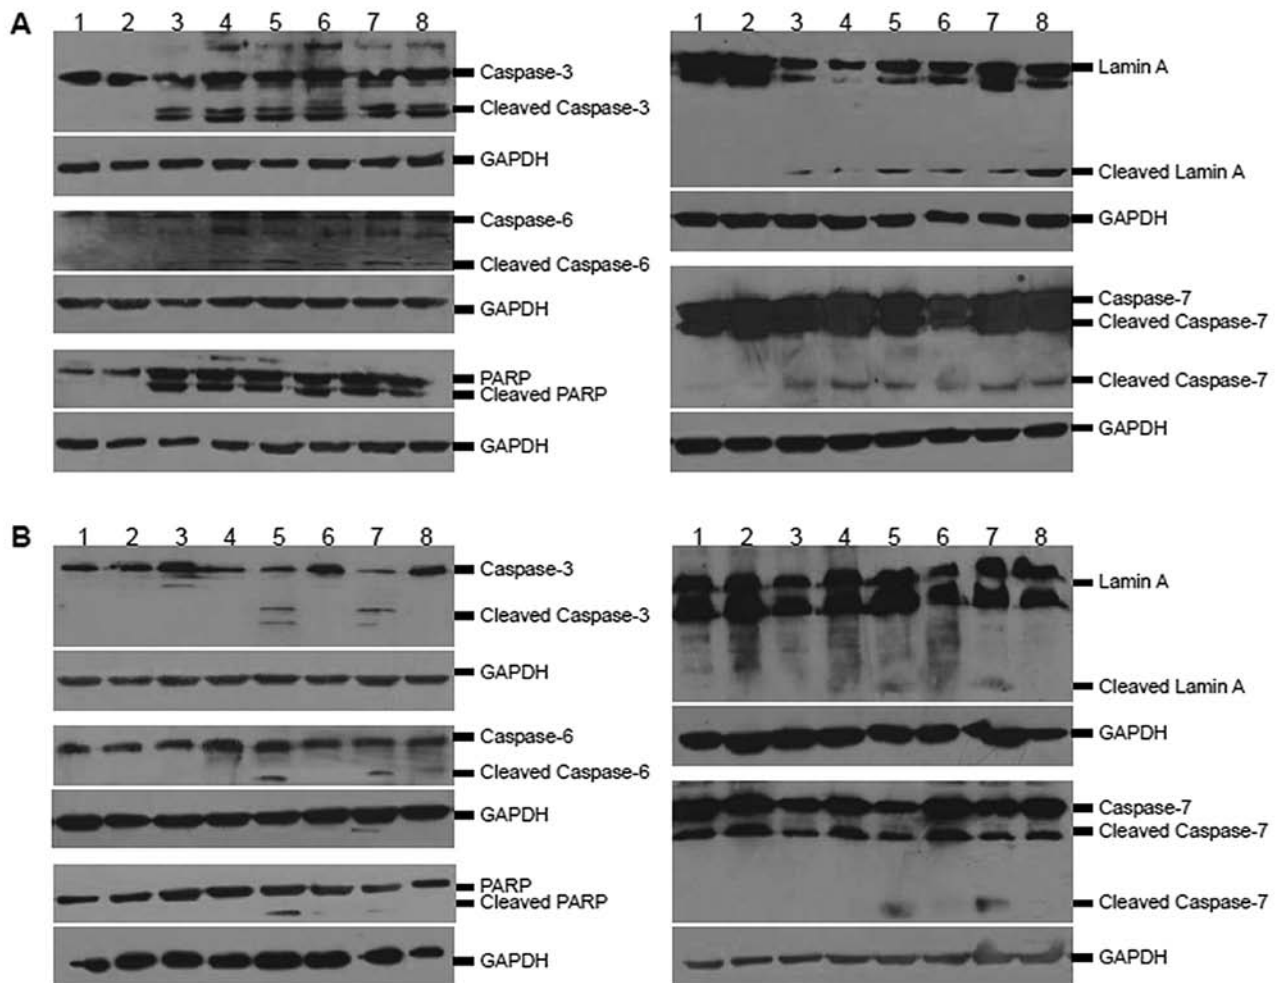 A
1 2 3 4 5 6 7 8
Caspase-3
Cleaved Caspase-3
GAPDH
Caspase-6
Cleaved Caspase-6
GAPDH
PARP
Cleaved PARP
GAPDH
1 2 3 4 5 6 7 8
Lamin A
Cleaved Lamin A
GAPDH
Caspase-7
Cleaved Caspase-7
Cleaved Caspase-7
GAPDH
B
1 2 3 4 5 6 7 8
Caspase-3
Cleaved Caspase-3
GAPDH
Caspase-6
Cleaved Caspase-6
GAPDH
PARP
Cleaved PARP
GAPDH
1 2 3 4 5 6 7 8
Lamin A
Cleaved Lamin A
GAPDH
Caspase-7
Cleaved Caspase-7
Cleaved Caspase-7
GAPDH